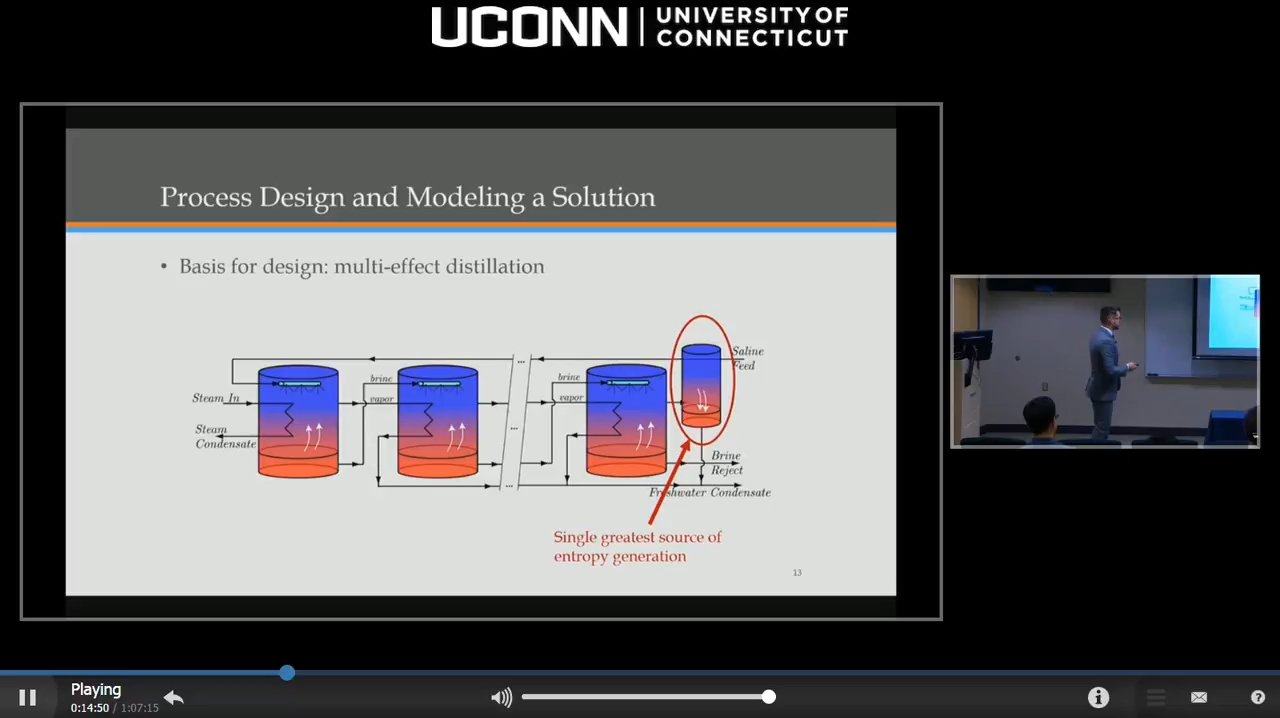 UCONN UNIVERSITY OF
CONNECTICUT
Process Design and Modeling a Solution
• Basis for design: multi-effect distillation
Saline
Feed
...
brine
brine
Steam In
vapor
vapor
Steam
Condensate
...
Brine
Reject
...
Freshwater Condensate
Single greatest source of
entropy generation
13
Playing
0:14:50 / 1:07:15